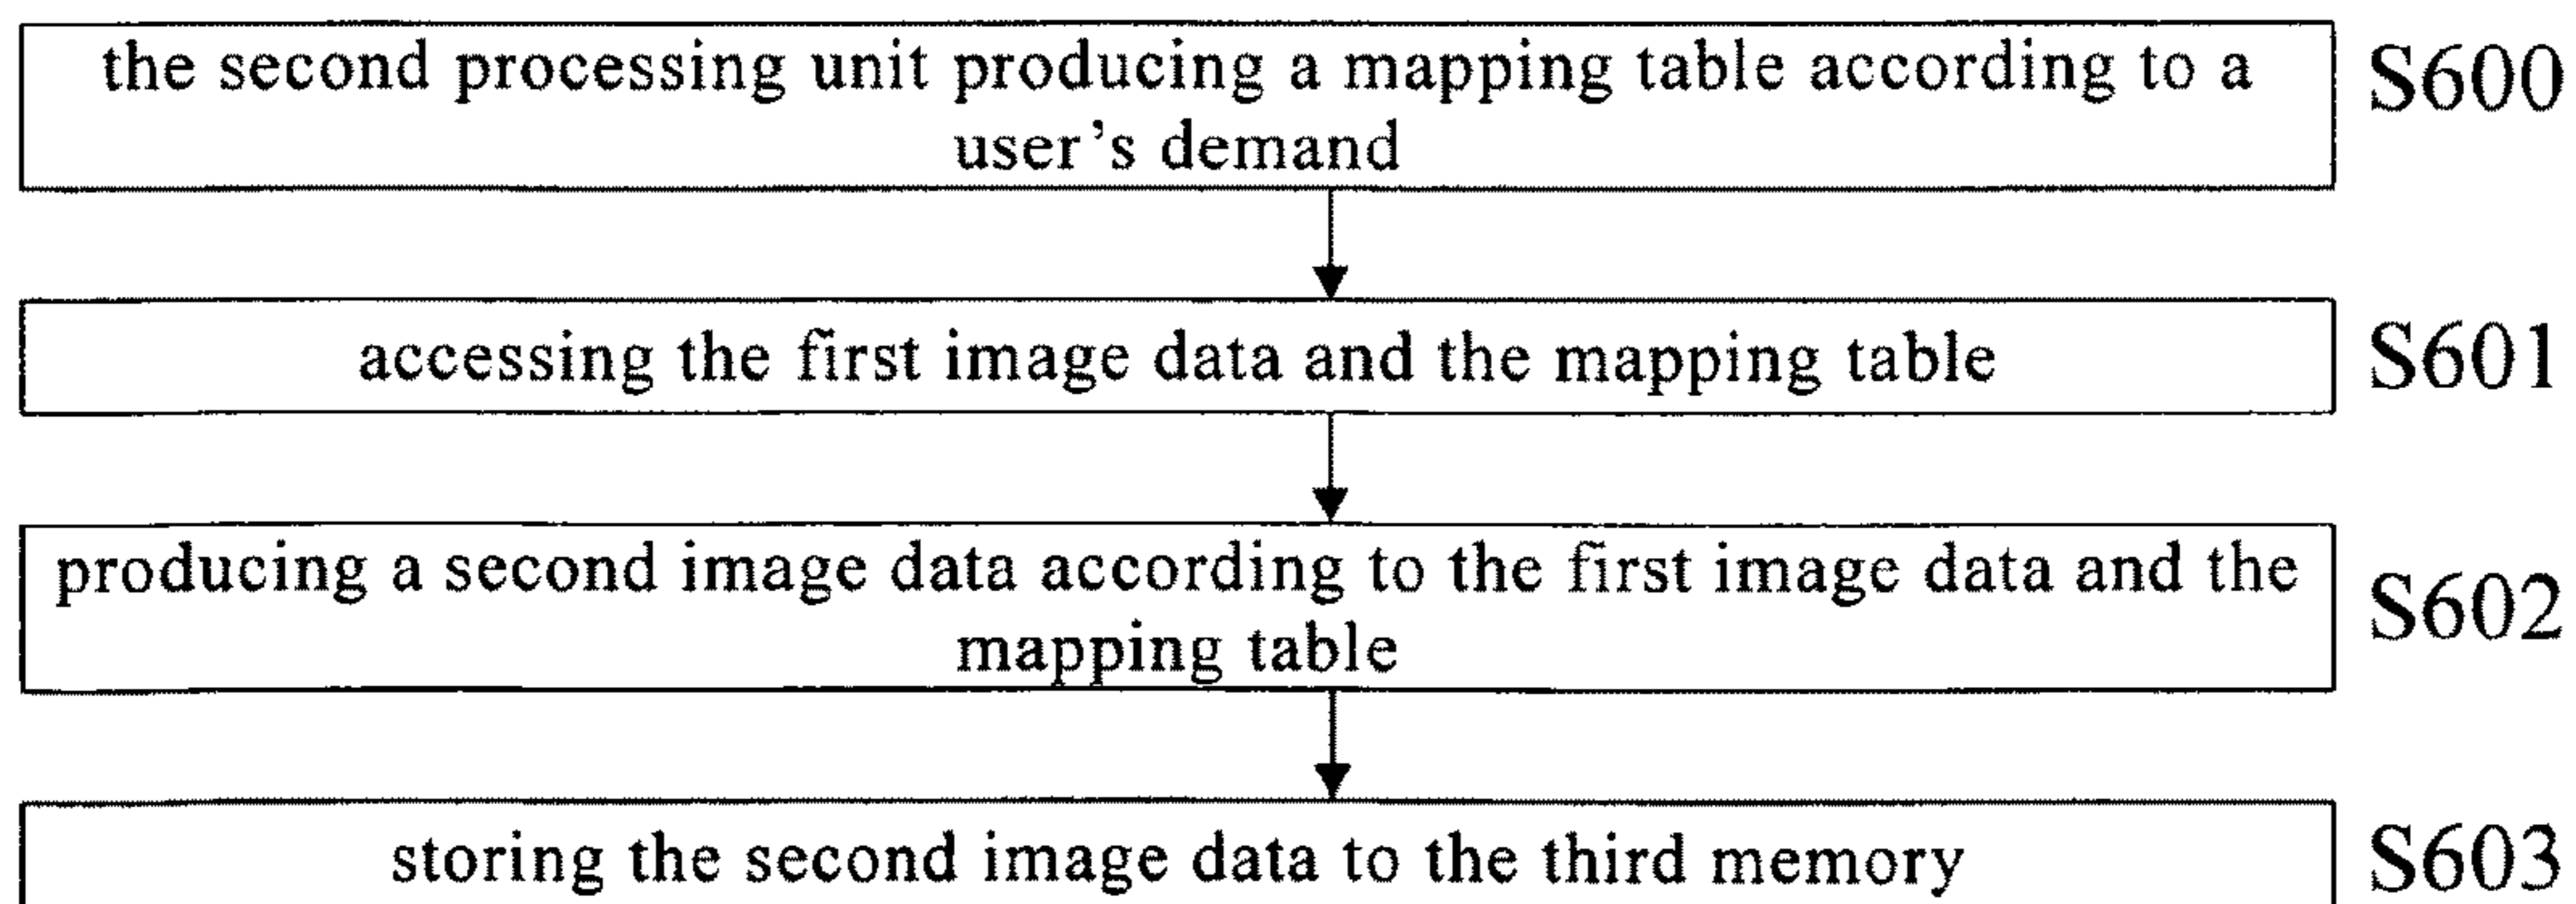 the second processing unit producing a mapping table according to a
user's demand
S600
accessing the first image data and the mapping table
S601
producing a second image data according to the first image data and the
mapping table
S602
storing the second image data to the third memory
S603